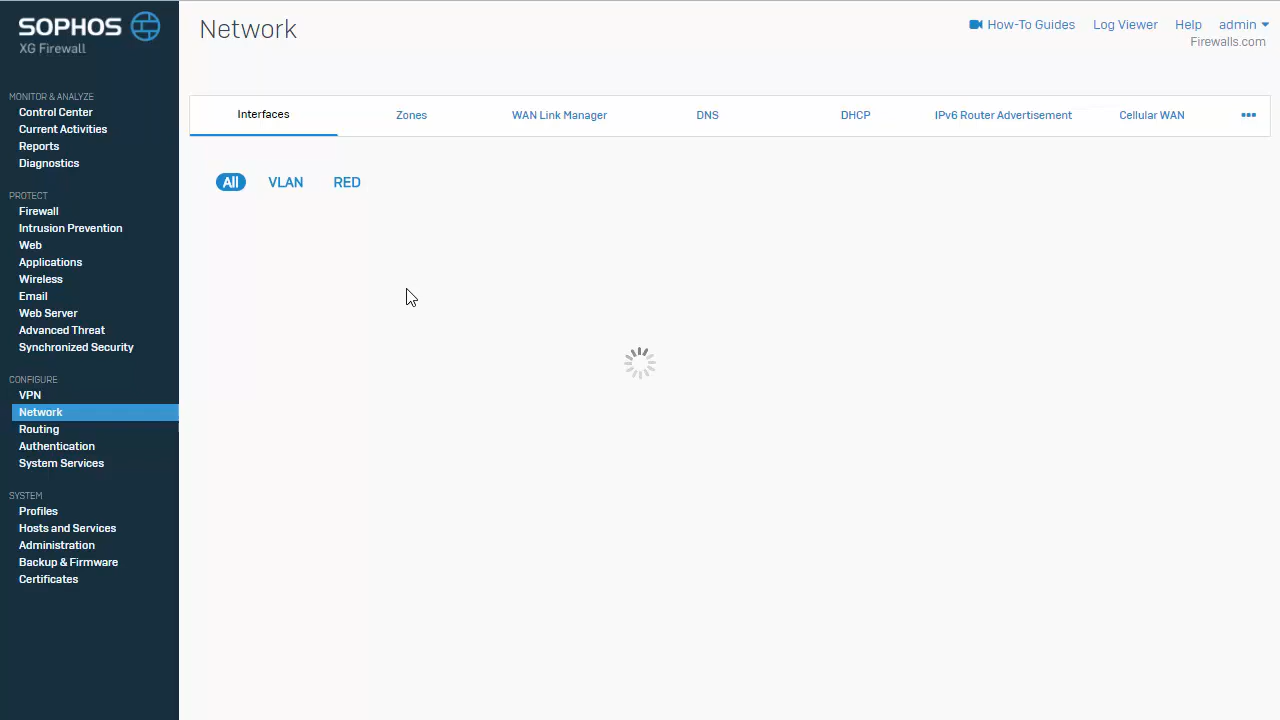 SOPHOS
XG Firewall
MONITOR & ANALYZE
Control Center
Current Activities
Reports
Diagnostics
PROTECT
Firewall
Intrusion Prevention
Web
Applications
Wireless
Email
Web Server
Advanced Threat
Synchronized Security
CONFIGURE
VPN
Network
Routing
Authentication
System Services
SYSTEM
Profiles
Hosts and Services
Administration
Backup & Firmware
Certificates
Network
How-To Guides Log Viewer Help admin
Firewalls.com
Interfaces Zones WAN Link Manager DNS DHCP IPv6 Router Advertisement Cellular WAN •••
All VLAN RED